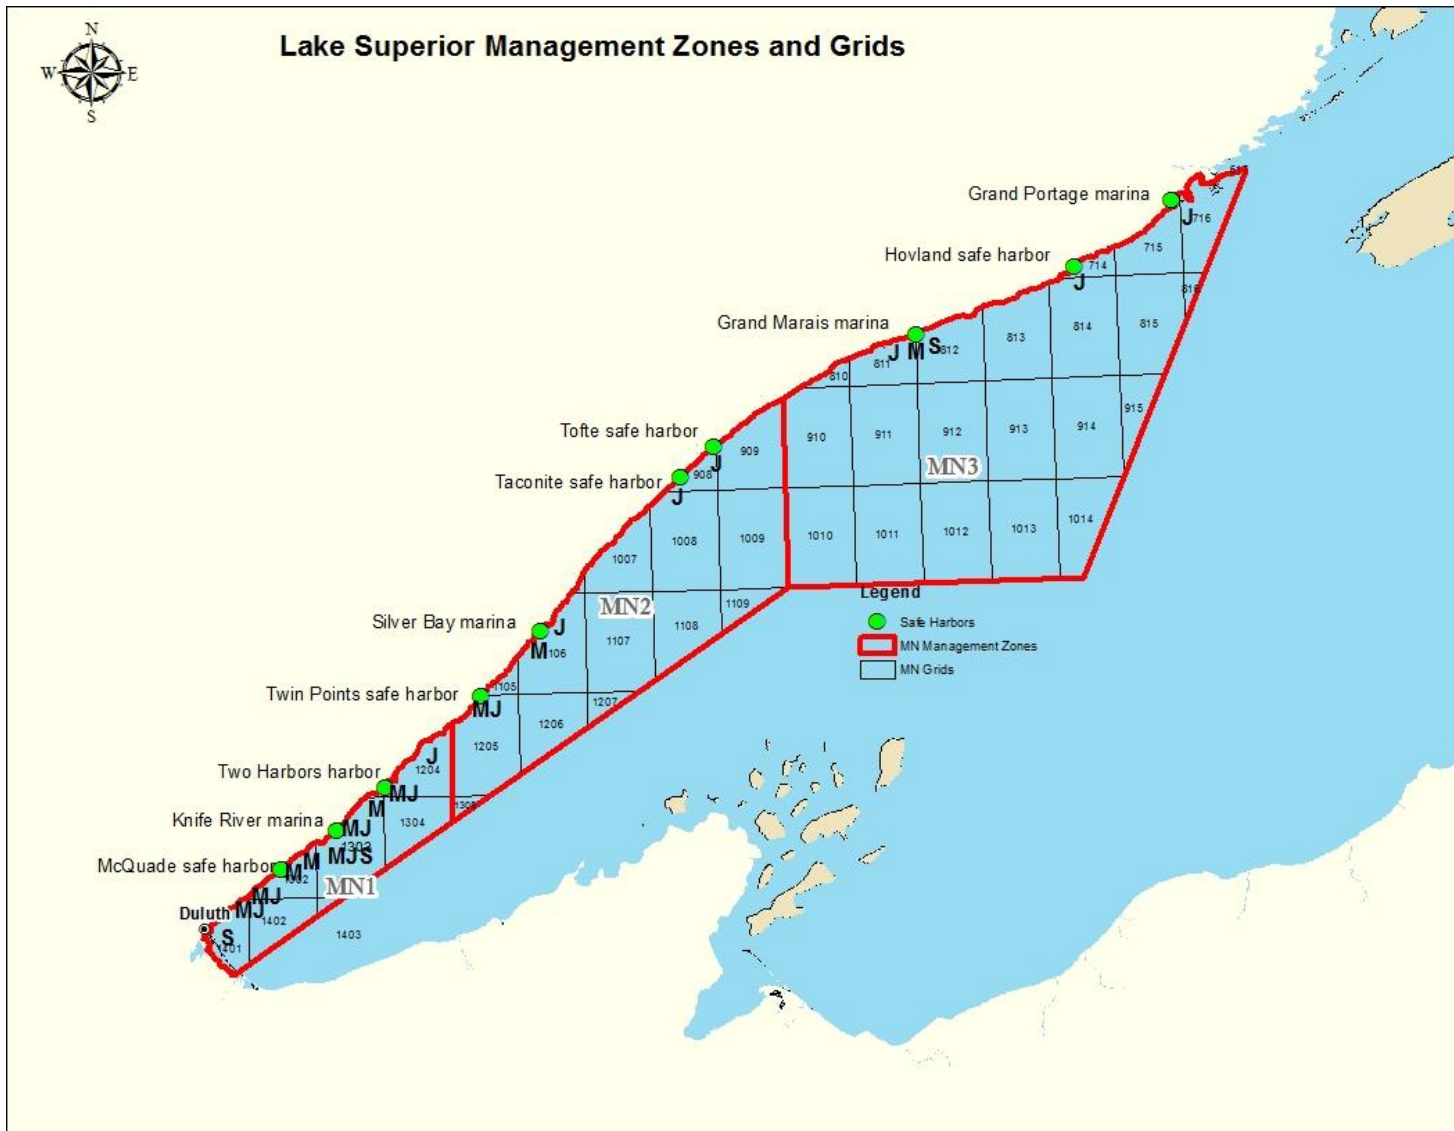 Lake Superior Management Zones and Grids
N
W E
S
Grand Portage marina
J
716
715
Hovland safe harbor
714
J
816
Grand Marais marina
J M S
811
812
813
814
815
810
Tofte safe harbor
J
909
910
911
912
913
914
915
MN3
Taconite safe harbor
908
J
1007
1008
1009
1010
1011
1012
1013
1014
Legend
Safe Harbors
MN Management Zones
MN Grids
MN2
1109
1108
1107
Silver Bay marina
J
M
Twin Points safe harbor
1105
MJ
1207
1206
1205
J
1204
Two Harbors harbor
MJ
M
1304
Knife River marina
MJ
MJS
McQuade safe harbor
M
M
MN1
MJ
MJ
1402
1403
Duluth
S
1401